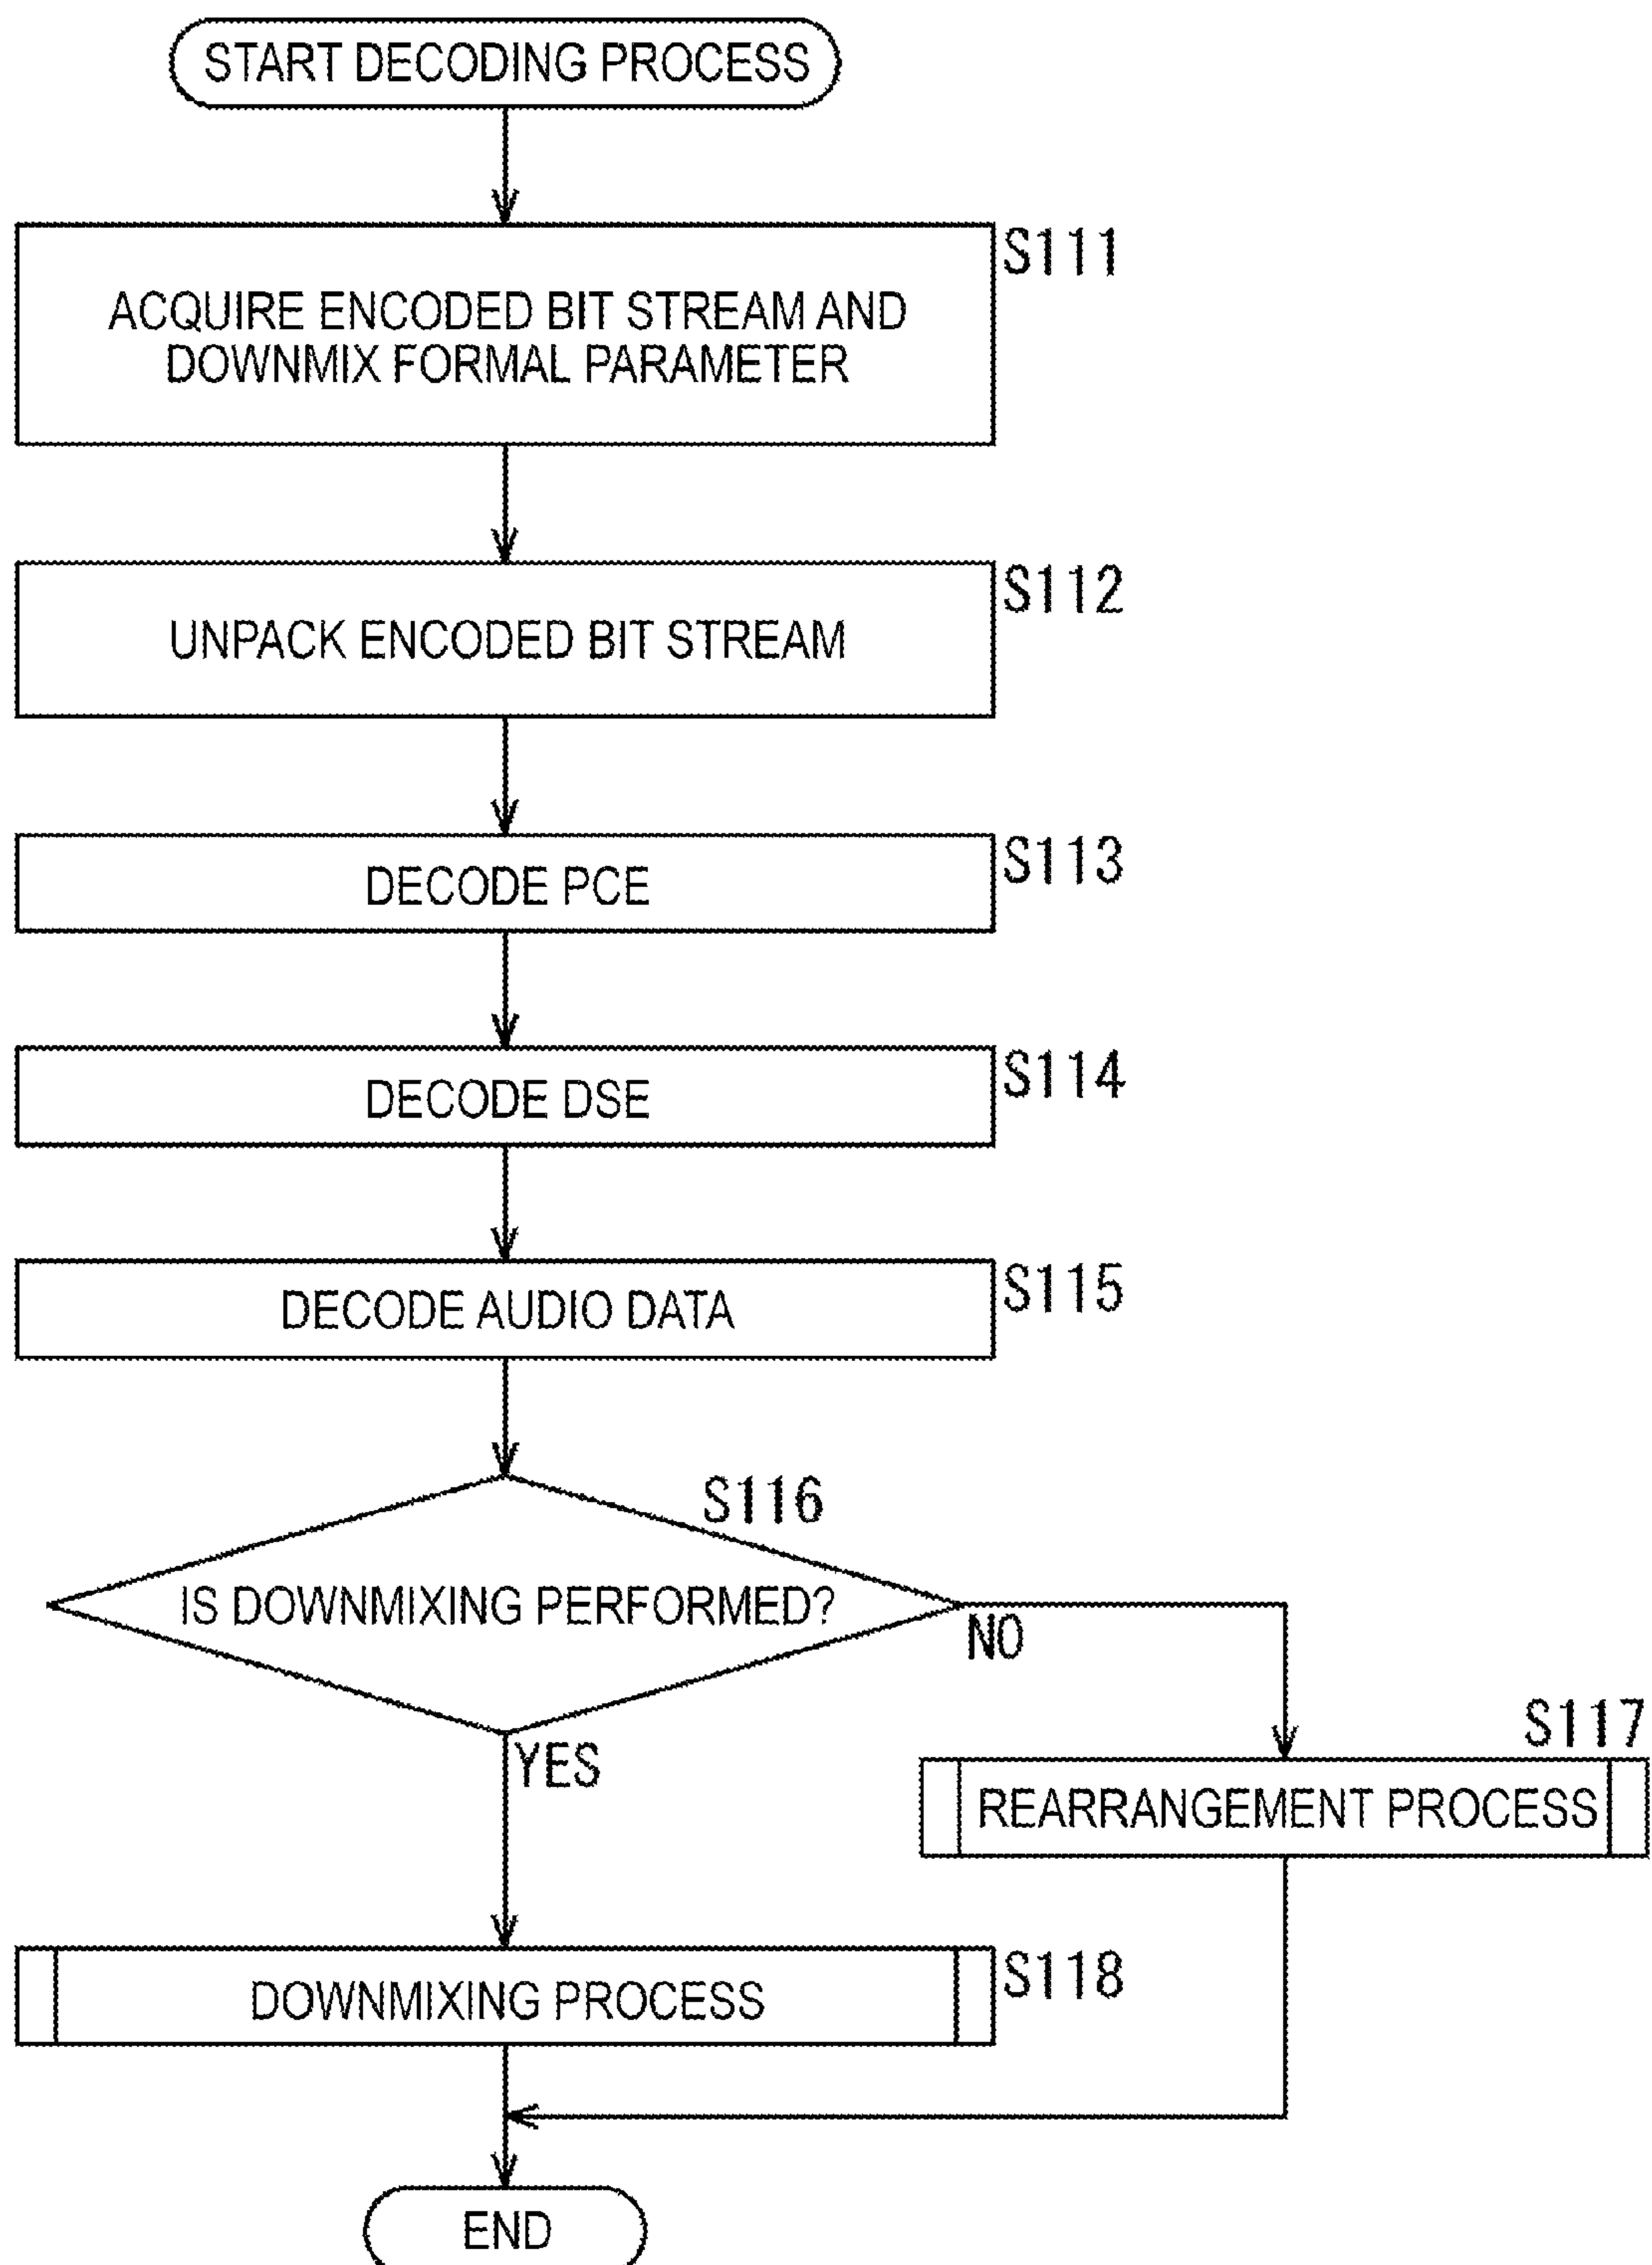 START DECODING PROCESS
S111
ACQUIRE ENCODED BIT STREAM AND
DOWNMIX FORMAL PARAMETER
S112
UNPACK ENCODED BIT STREAM
S113
DECODE PCE
S114
DECODE DSE
S115
DECODE AUDIO DATA
S116
IS DOWNMIXING PERFORMED?
NO
YES
S117
REARRANGEMENT PROCESS
S118
DOWNMIXING PROCESS
END